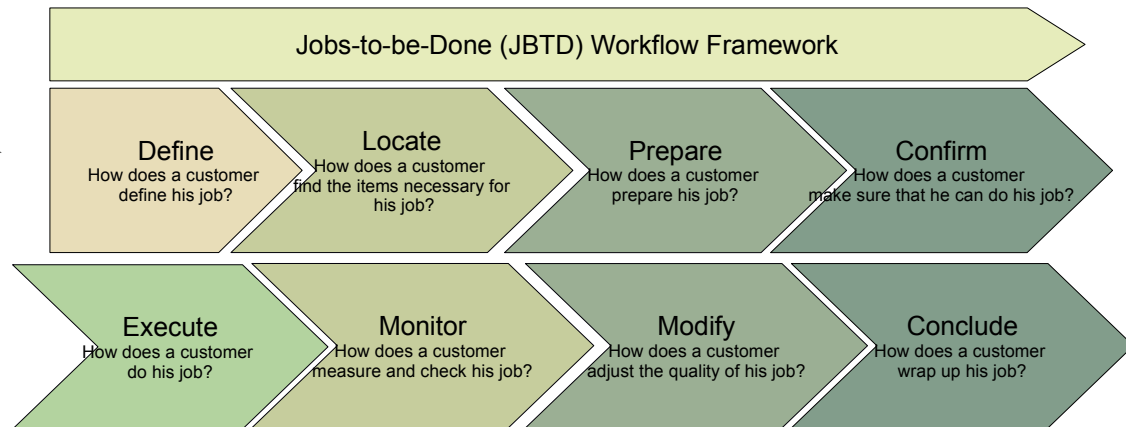 Jobs-to-be-Done (JBTD) Workflow Framework
Define
How does a customer
define his job?
Locate
How does a customer
find the items necessary for
his job?
Prepare
How does a customer
prepare his job?
Confirm
How does a customer
make sure that he can do his job?
Execute
How does a customer
do his job?
Monitor
How does a customer
measure and check his job?
Modify
How does a customer
adjust the quality of his job?
Conclude
How does a customer
wrap up his job?